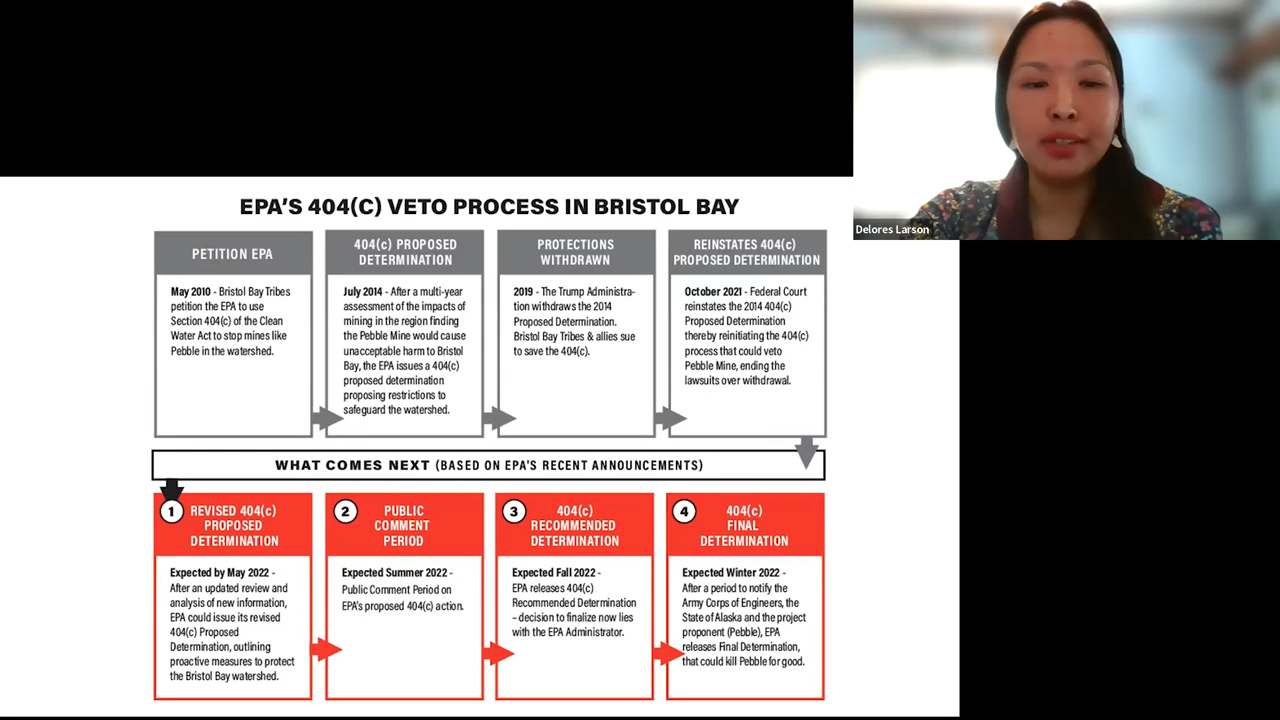 EPA'S 404(C) VETO PROCESS IN BRISTOL BAY
PETITION EPA
May 2010 - Bristol Bay Tribes
petition the EPA to use
Section 404(c) of the Clean
Water Act to stop mines like
Pebble in the watershed.
404(c) PROPOSED
DETERMINATION
July 2014 - After a multi-year
assessment of the impacts of
mining in the region finding
the Pebble Mine would cause
unacceptable harm to Bristol
Bay, the EPA issues a 404(c)
proposed determination
proposing restrictions to
safeguard the watershed.
PROTECTIONS
WITHDRAWN
2019 - The Trump Administra-
tion withdraws the 2014
Proposed Determination.
Bristol Bay Tribes & allies sue
to save the 404(c).
REINSTATES 404(c)
PROPOSED DETERMINATION
October 2021 - Federal Court
reinstates the 2014 404(c)
Proposed Determination
thereby reinitiating the 404(c)
process that could veto
Pebble Mine, ending the
lawsuits over withdrawal.
WHAT COMES NEXT (BASED ON EPA'S RECENT ANNOUNCEMENTS)
1 REVISED 404(c)
PROPOSED
DETERMINATION
Expected by May 2022 -
After an updated review and
analysis of new information,
EPA could issue its revised
404(c) Proposed
Determination, outlining
proactive measures to protect
the Bristol Bay watershed.
2 PUBLIC
COMMENT
PERIOD
Expected Summer 2022 -
Public Comment Period on
EPA's proposed 404(c) action.
3 404(c)
RECOMMENDED
DETERMINATION
Expected Fall 2022 -
EPA releases 404(c)
Recommended Determination
– decision to finalize now lies
with the EPA Administrator.
4 404(c)
FINAL
DETERMINATION
Expected Winter 2022 -
After a period to notify the
Army Corps of Engineers, the
State of Alaska and the project
proponent (Pebble), EPA
releases Final Determination,
that could kill Pebble for good.
Delores Larson